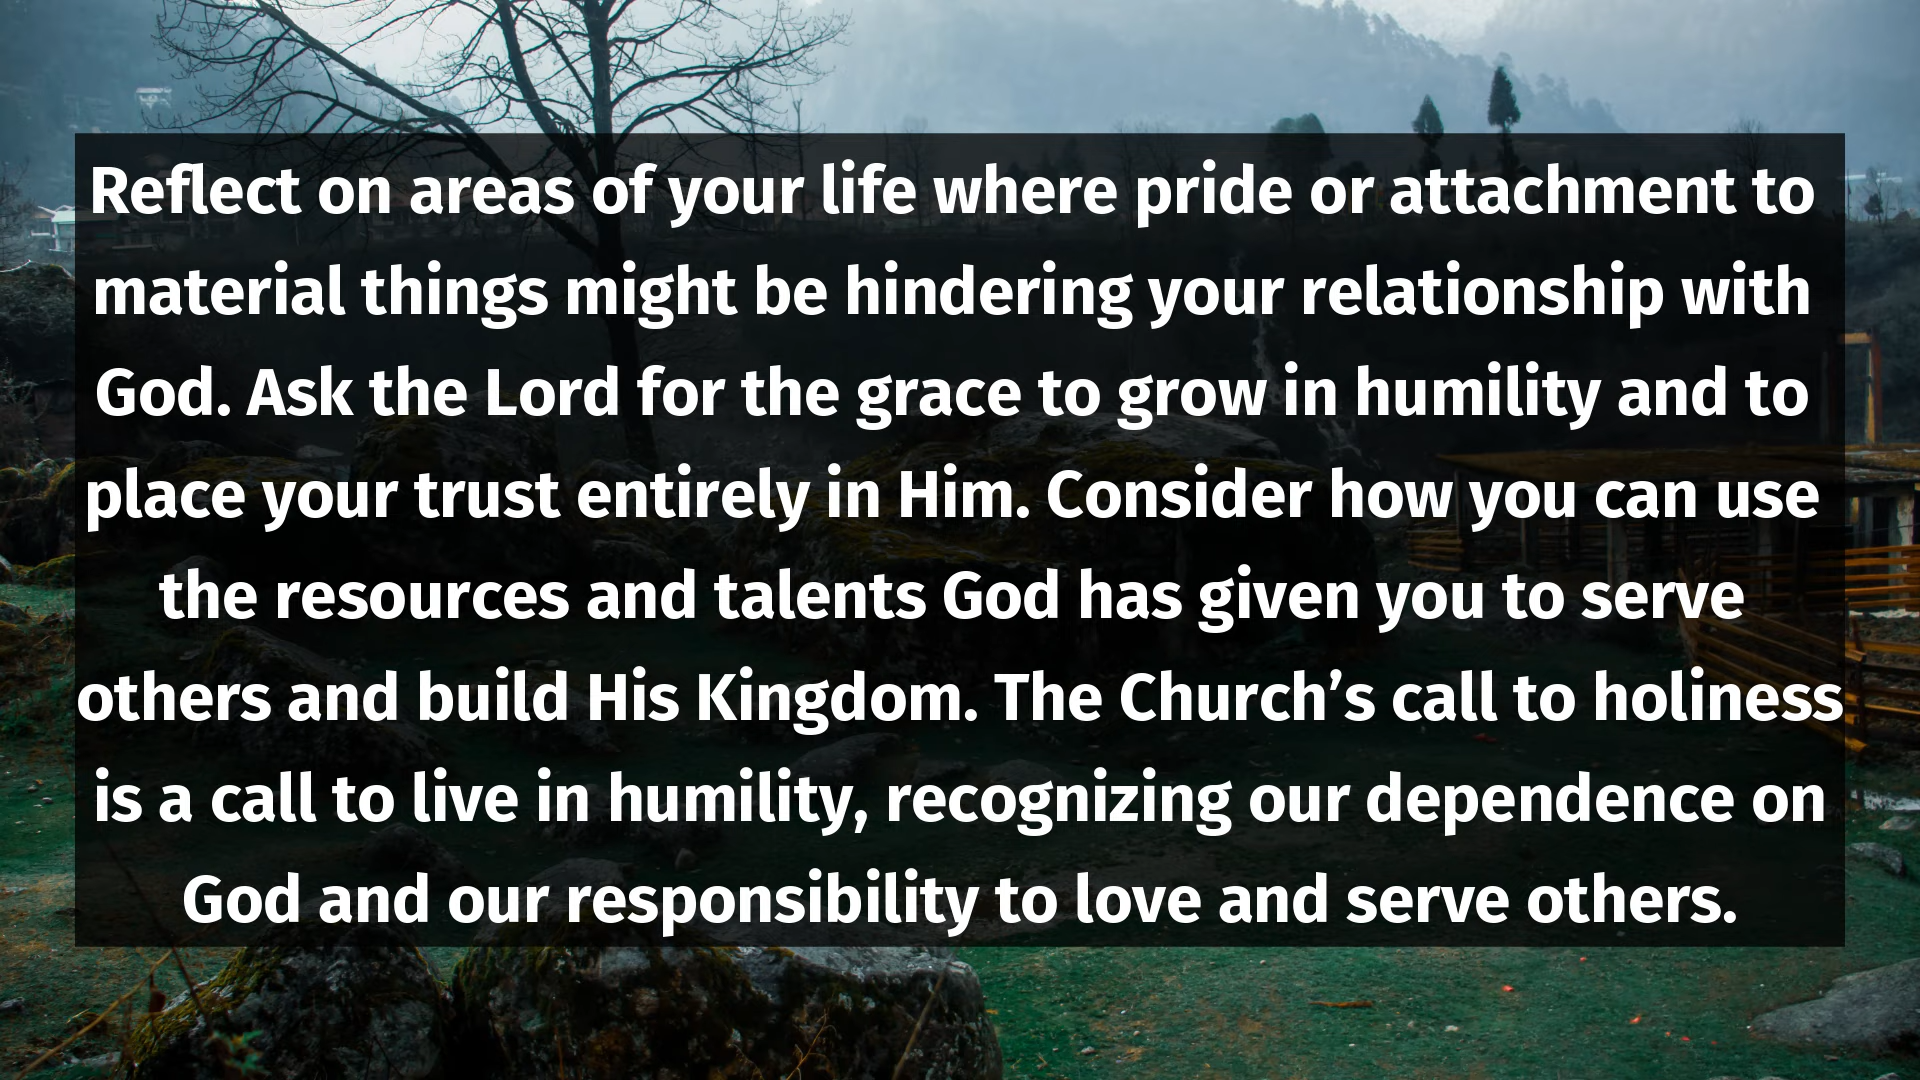 Reflect on areas of your life where pride or attachment to
material things might be hindering your relationship with
God. Ask the Lord for the grace to grow in humility and to
place your trust entirely in Him. Consider how you can use
the resources and talents God has given you to serve
others and build His Kingdom. The Church’s call to holiness
is a call to live in humility, recognizing our dependence on
God and our responsibility to love and serve others.